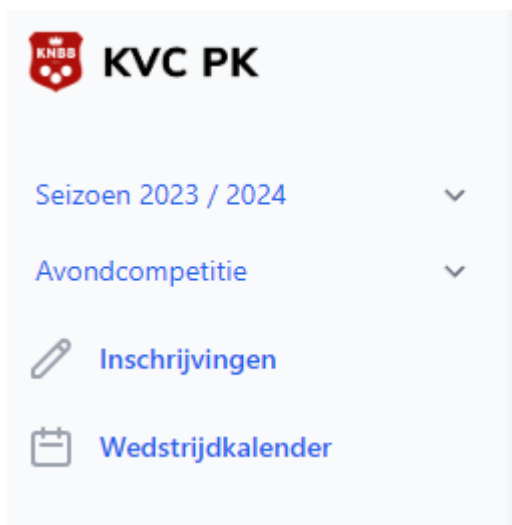 KNBB
KVC PK
Seizoen 2023 / 2024
Avondcompetitie
Inschrijvingen
Wedstrijdkalender